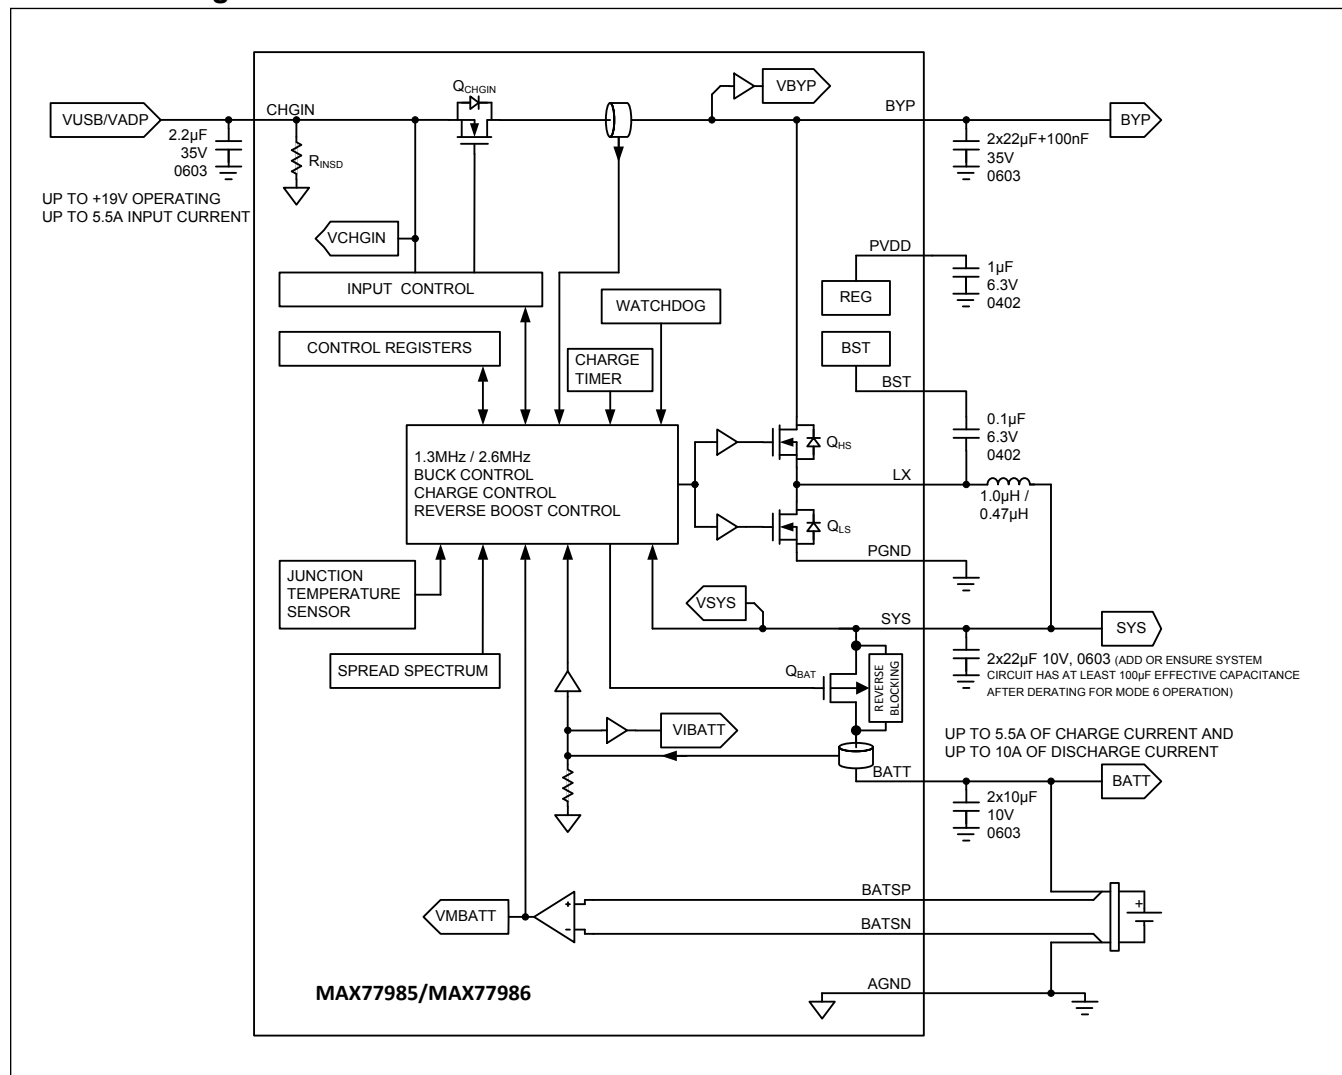 VBYP
QCHGIN
VUSB/VADP
CHGIN
BYP
BYP
2.2µF
35V
0603
RINSD
2x22µF+100nF
35V
0603
UP TO +19V OPERATING
UP TO 5.5A INPUT CURRENT
VCHGIN
PVDD
INPUT CONTROL
REG
1µF
6.3V
0402
WATCHDOG
CONTROL REGISTERS
CHARGE
TIMER
BST
BST
0.1µF
6.3V
0402
1.3MHz / 2.6MHz
BUCK CONTROL
CHARGE CONTROL
REVERSE BOOST CONTROL
QHS
LX
1.0µH /
0.47µH
QLS
PGND
JUNCTION
TEMPERATURE
SENSOR
VSYS
SYS
SYS
SPREAD SPECTRUM
QBAT
REVERSE
BLOCKING
2x22µF 10V, 0603 (ADD OR ENSURE SYSTEM
CIRCUIT HAS AT LEAST 100µF EFFECTIVE CAPACITANCE
AFTER DERATING FOR MODE 6 OPERATION)
VIBATT
UP TO 5.5A OF CHARGE CURRENT AND
UP TO 10A OF DISCHARGE CURRENT
BATT
BATT
2x10µF
10V
0603
BATSP
VMBATT
+
-
+
BATSN
AGND
MAX77985/MAX77986